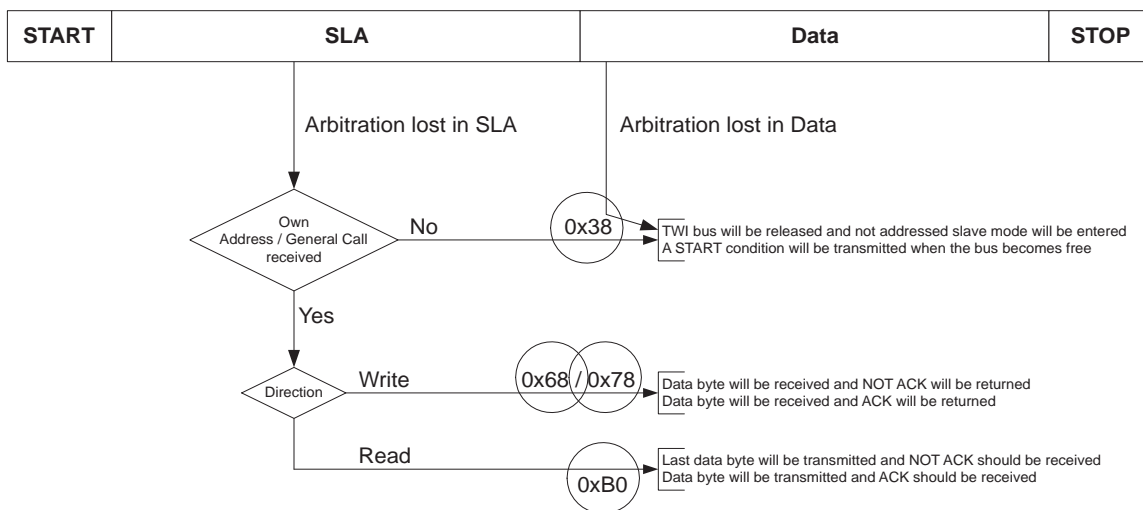 START SLA Data STOP
Arbitration lost in SLA Arbitration lost in Data
Own
Address / General Call
received
No
0x38
TWI bus will be released and not addressed slave mode will be entered
A START condition will be transmitted when the bus becomes free
Yes
Direction
Write
0x68 / 0x78
Data byte will be received and NOT ACK will be returned
Data byte will be received and ACK will be returned
Read
0xB0
Last data byte will be transmitted and NOT ACK should be received
Data byte will be transmitted and ACK should be received